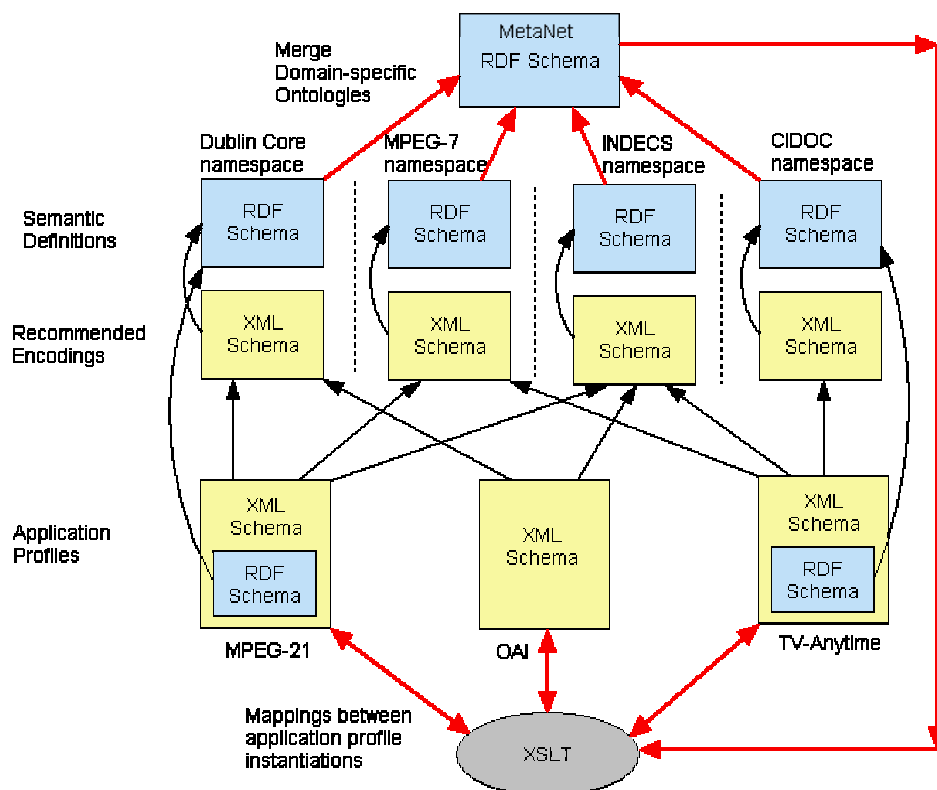 MetaNet
RDF Schema
Merge
Domain-specific
Ontologies
Dublin Core
namespace
MPEG-7
namespace
INDECS
namespace
CIDOC
namespace
Semantic
Definitions
RDF
Schema
RDF
Schema
RDF
Schema
RDF
Schema
Recommended
Encodings
XML
Schema
XML
Schema
XML
Schema
XML
Schema
Application
Profiles
XML
Schema
RDF
Schema
XML
Schema
XML
Schema
RDF
Schema
MPEG-21
OAI
TV-Anytime
Mappings between
application profile
instantiations
XSLT